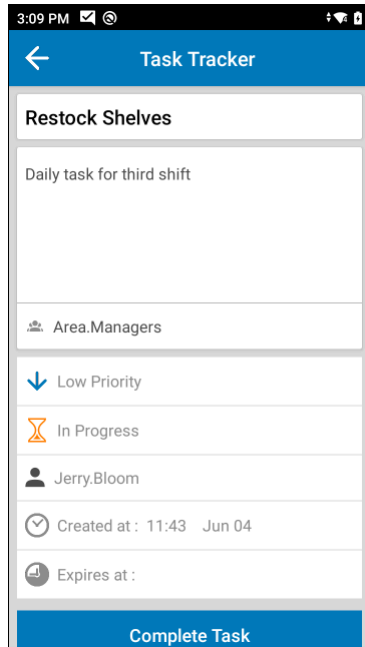 3:09 PM
Task Tracker
Restock Shelves
Daily task for third shift
Area.Managers
Low Priority
In Progress
Jerry.Bloom
Created at : 11:43 Jun 04
Expires at :
Complete Task